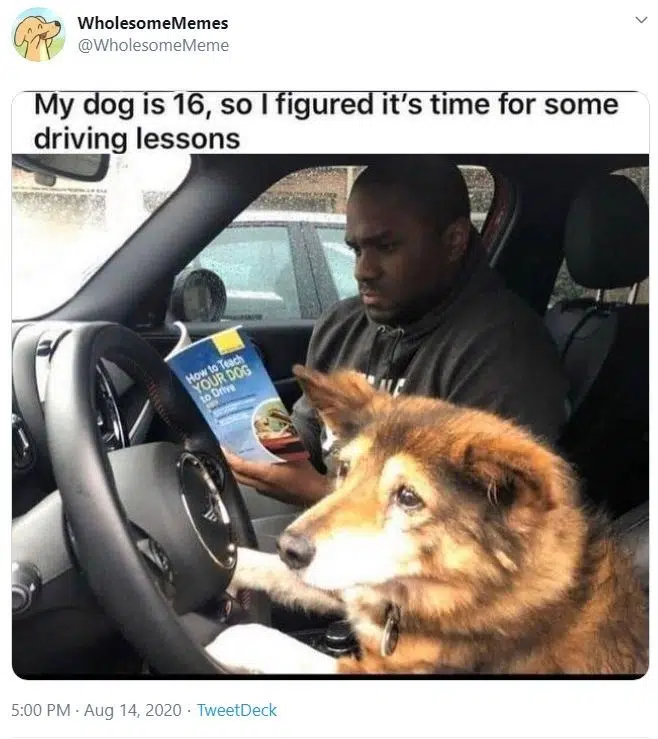 WholesomeMemes
@WholesomeMeme
My dog is 16, so I figured it's time for some
driving lessons
How to Teach
YOUR DOG
to Drive
5:00 PM · Aug 14, 2020 · TweetDeck